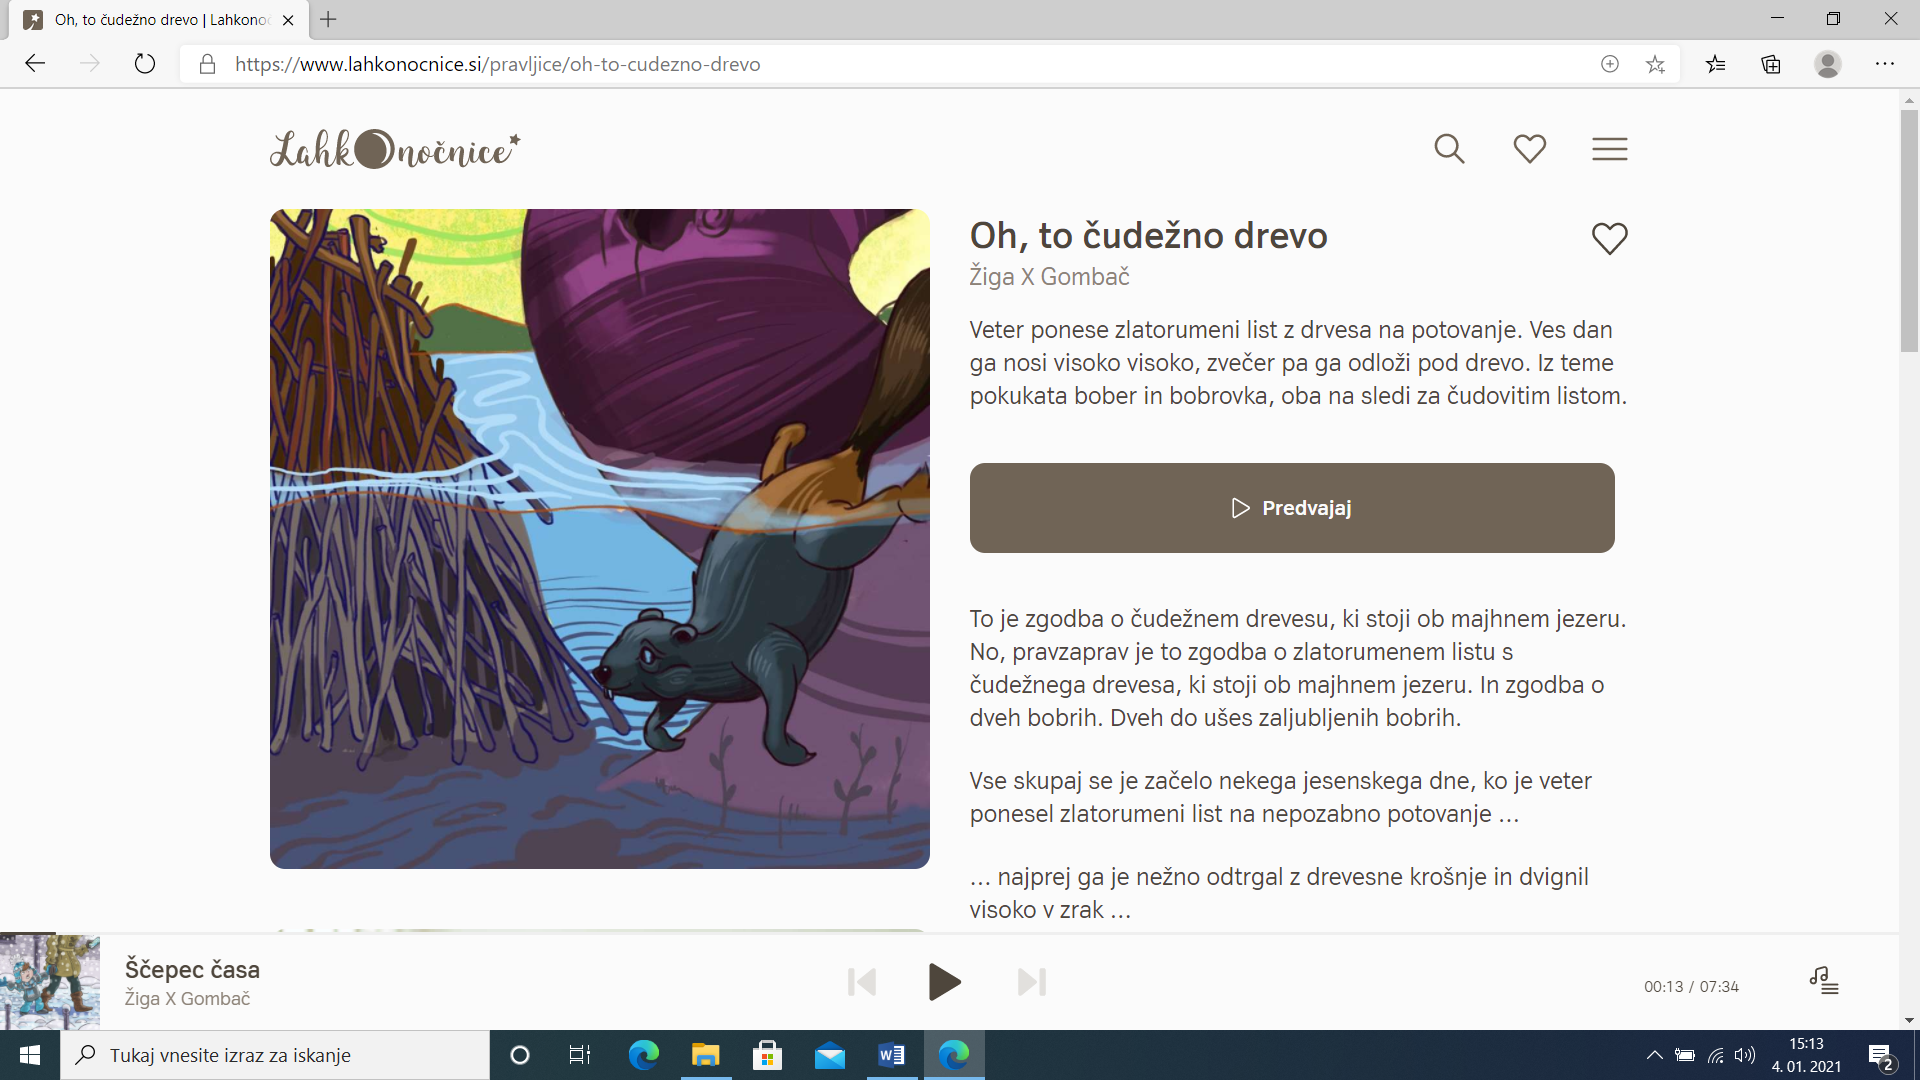 Oh, to čudežno drevo | Lahkonoč
https://www.lahkonocnice.si/pravljice/oh-to-cudezno-drevo
Lahkonočnice
Oh, to čudežno drevo
Žiga X Gombač
Veter ponese zlatorumeni list z drvesa na potovanje. Ves dan
ga nosi visoko visoko, zvečer pa ga odloži pod drevo. Iz teme
pokukata bober in bobrovka, oba na sledi za čudovitim listom.
Predvajaj
To je zgodba o čudežnem drevesu, ki stoji ob majhnem jezeru.
No, pravzaprav je to zgodba o zlatorumenem listu s
čudežnega drevesa, ki stoji ob majhnem jezeru. In zgodba o
dveh bobrih. Dveh do ušes zaljubljenih bobrih.
Vse skupaj se je začelo nekega jesenskega dne, ko je veter
ponesel zlatorumeni list na nepozabno potovanje ...
... najprej ga je nežno odtrgal z drevesne krošnje in dvignil
visoko v zrak ...
Ščepec časa
Žiga X Gombač
00:13 / 07:34
Tukaj vnesite izraz za iskanje
15:13
4. 01. 2021
2